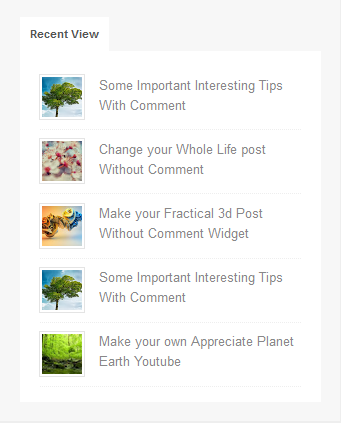 Recent View
Some Important Interesting Tips
With Comment
Change your Whole Life post
Without Comment
Make your Fractical 3d Post
Without Comment Widget
Some Important Interesting Tips
With Comment
Make your own Appreciate Planet
Earth Youtube